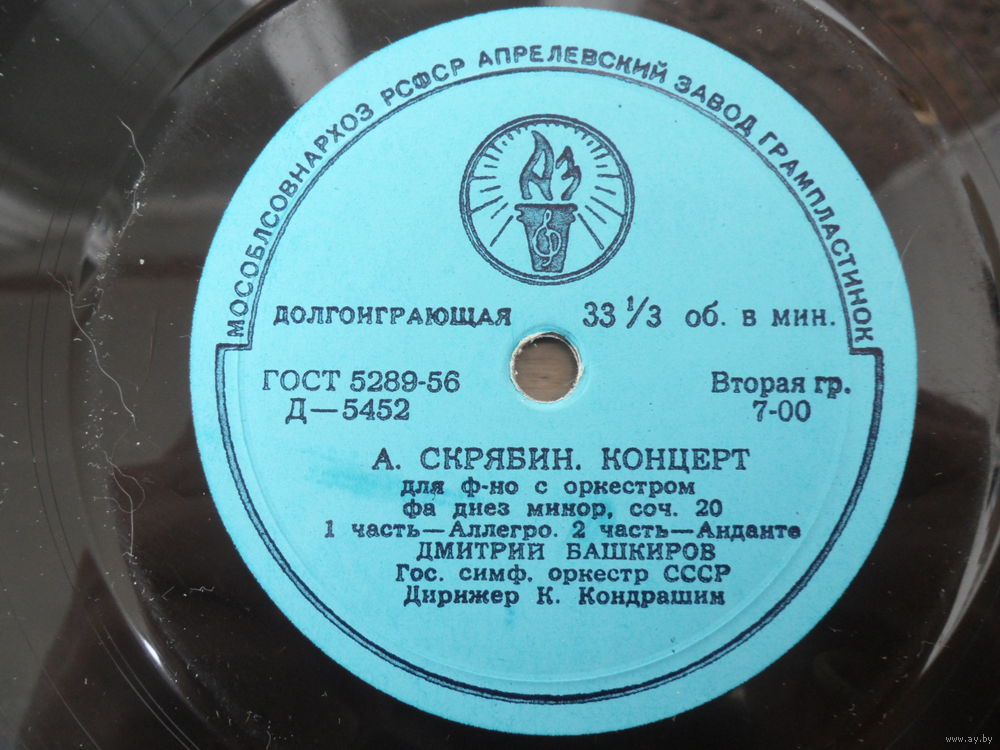 МОСОБЛСОВНАРХОЗ РСФСР АПРЕЛЕВСКИЙ ЗАВОД ГРАМПЛАСТИНОК
АЗ
ДОЛГОИГРАЮЩАЯ 33 1/3 об. в мин.
ГОСТ 5289-56 Вторая гр.
Д—5452 7-00
А. СКРЯБИН. КОНЦЕРТ
для ф-но с оркестром
фа диез минор, соч. 20
1 часть—Аллегро. 2 часть—Анданте
ДМИТРИЙ БАШКИРОВ
Гос. симф. оркестр СССР
Дирижер К. Кондрашин
www.ay.by